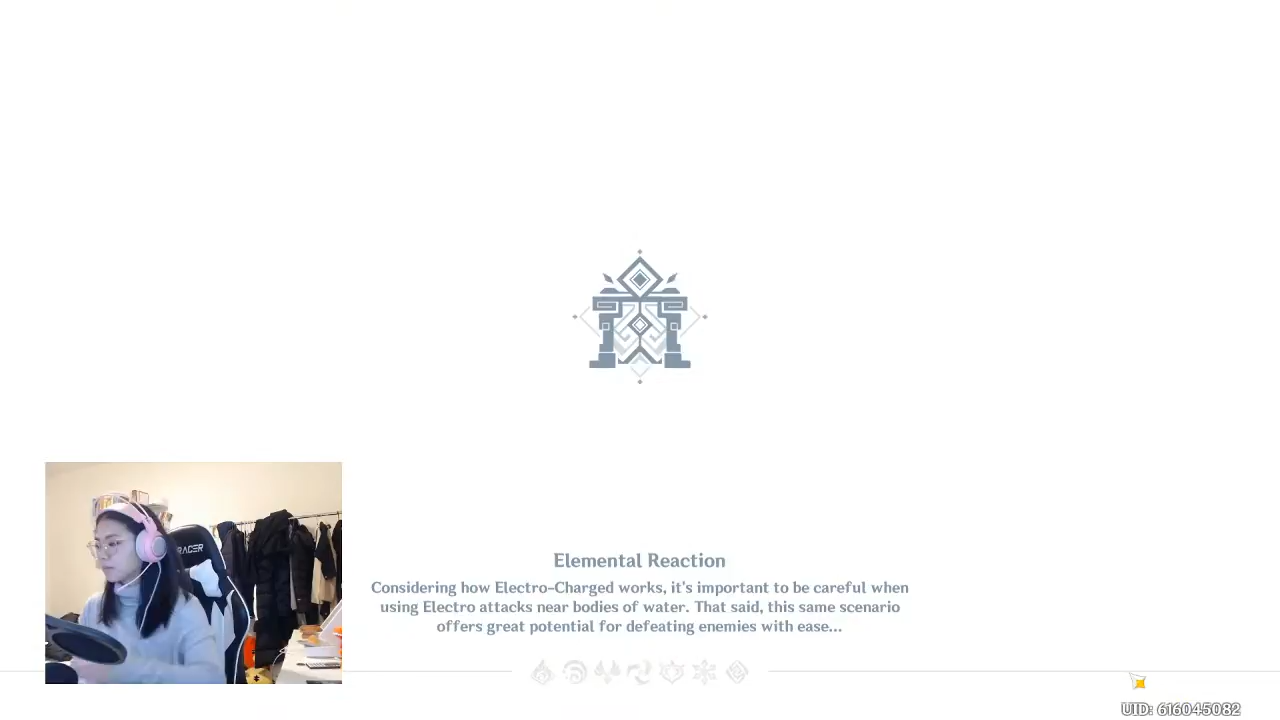 RACER
Elemental Reaction
Considering how Electro-Charged works, it's important to be careful when
using Electro attacks near bodies of water. That said, this same scenario
offers great potential for defeating enemies with ease...
UID: 616045082